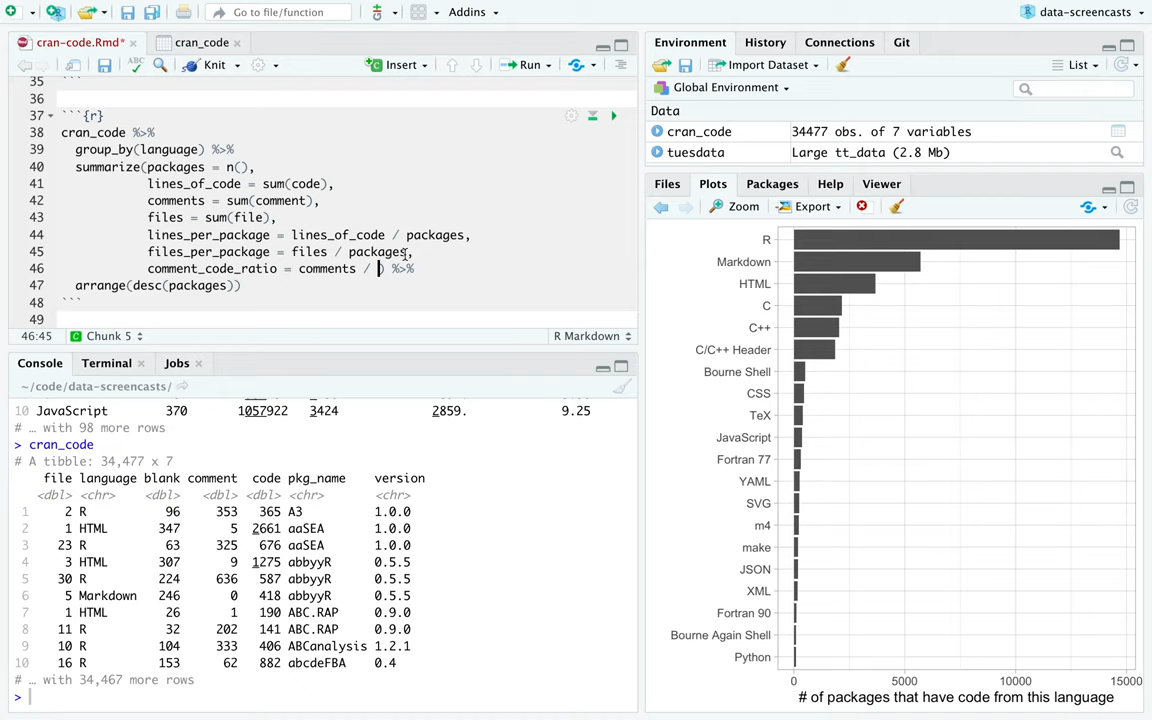 Go to file/function
Addins
data-screencasts
cran-code.Rmd*
cran_code
ABC
Knit
Insert
Run
35 ```
36
37 ```{r}
38 cran_code %>%
39 group_by(language) %>%
40 summarize(packages = n(),
41 lines_of_code = sum(code),
42 comments = sum(comment),
43 files = sum(file),
44 lines_per_package = lines_of_code / packages,
45 files_per_package = files / packages,
46 comment_code_ratio = comments / ) %>%
47 arrange(desc(packages))
48 ```
49
46:45 Chunk 5 R Markdown
Console Terminal Jobs
~/code/data-screencasts/
10 JavaScript 370 1057922 3424 2859. 9.25
# … with 98 more rows
> cran_code
# A tibble: 34,477 x 7
file language blank comment code pkg_name version
<dbl> <chr> <dbl> <dbl> <dbl> <chr> <chr>
1 2 R 96 353 365 A3 1.0.0
2 1 HTML 347 5 2661 aaSEA 1.0.0
3 23 R 63 325 676 aaSEA 1.0.0
4 3 HTML 307 9 1275 abbyyR 0.5.5
5 30 R 224 636 587 abbyyR 0.5.5
6 5 Markdown 246 0 418 abbyyR 0.5.5
7 1 HTML 26 1 190 ABC.RAP 0.9.0
8 11 R 32 202 141 ABC.RAP 0.9.0
9 10 R 104 333 406 ABCanalysis 1.2.1
10 16 R 153 62 882 abcdeFBA 0.4
# … with 34,467 more rows
>
Environment History Connections Git
Import Dataset List
Global Environment
Data
cran_code 34477 obs. of 7 variables
tuesdata Large tt_data (2.8 Mb)
Files Plots Packages Help Viewer
Zoom Export
R
Markdown
HTML
C
C++
C/C++ Header
Bourne Shell
CSS
TeX
JavaScript
Fortran 77
YAML
SVG
m4
make
JSON
XML
Fortran 90
Bourne Again Shell
Python
0 5000 10000 15000
# of packages that have code from this language